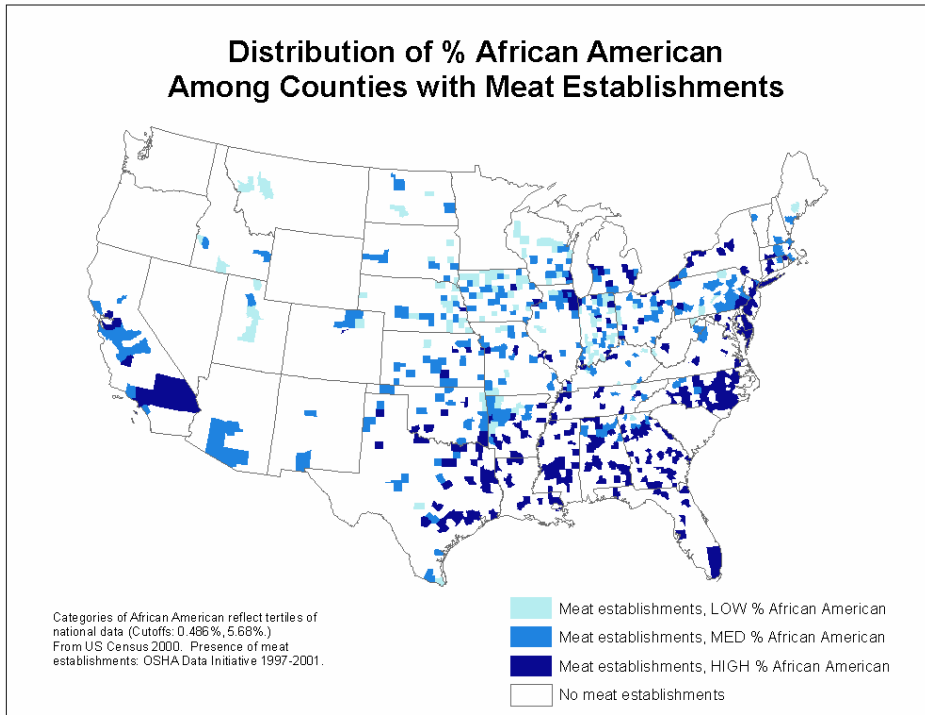 Distribution of % African American
Among Counties with Meat Establishments
Categories of African American reflect tertiles of
national data (Cutoffs: 0.486%, 5.68%.)
From US Census 2000. Presence of meat
establishments: OSHA Data Initiative 1997-2001.
Meat establishments, LOW % African American
Meat establishments, MED % African American
Meat establishments, HIGH % African American
No meat establishments